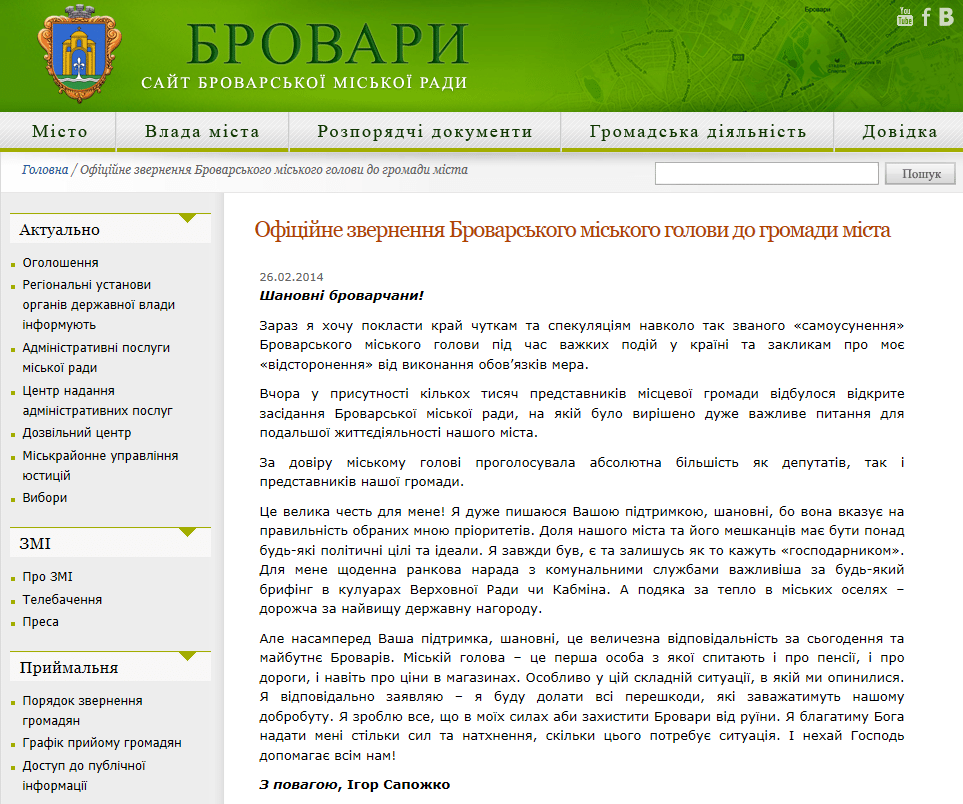 БРОВАРИ
САЙТ БРОВАРСЬКОЇ МІСЬКОЇ РАДИ
Бровари
You
Tube
Місто
Влада міста
Розпорядчі документи
Громадська діяльність
Довідка
Головна / Офіційне звернення Броварського міського голови до громади міста
Пошук
Актуально
Оголошення
Регіональні установи
органів державної влади
інформують
Адміністративні послуги
міської ради
Центр надання
адміністративних послуг
Дозвільний центр
Міськрайонне управління
юстицій
Вибори
ЗМІ
Про ЗМІ
Телебачення
Преса
Приймальня
Порядок звернення
громадян
Графік прийому громадян
Доступ до публічної
інформації
Офіційне звернення Броварського міського голови до громади міста
26.02.2014
Шановні броварчани!
Зараз я хочу покласти край чуткам та спекуляціям навколо так званого «самоусунення»
Броварського міського голови під час важких подій у країні та закликам про моє
«відсторонення» від виконання обов’язків мера.
Вчора у присутності кількох тисяч представників місцевої громади відбулося відкрите
засідання Броварської міської ради, на якій було вирішено дуже важливе питання для
подальшої життєдіяльності нашого міста.
За довіру міському голові проголосувала абсолютна більшість як депутатів, так і
представників нашої громади.
Це велика честь для мене! Я дуже пишаюся Вашою підтримкою, шановні, бо вона вказує на
правильність обраних мною пріоритетів. Доля нашого міста та його мешканців має бути понад
будь-які політичні цілі та ідеали. Я завжди був, є та залишусь як то кажуть «господарником».
Для мене щоденна ранкова нарада з комунальними службами важливіша за будь-який
брифінг в кулуарах Верховної Ради чи Кабміна. А подяка за тепло в міських оселях –
дорожча за найвищу державну нагороду.
Але насамперед Ваша підтримка, шановні, це величезна відповідальність за сьогодення та
майбутнє Броварів. Міській голова – це перша особа з якої спитають і про пенсії, і про
дороги, і навіть про ціни в магазинах. Особливо у цій складній ситуації, в якій ми опинилися.
Я відповідально заявляю – я буду долати всі перешкоди, які заважатимуть нашому
добробуту. Я зроблю все, що в моїх силах аби захистити Бровари від руїни. Я благатиму Бога
надати мені стільки сил та натхнення, скільки цього потребує ситуація. І нехай Господь
допомагає всім нам!
З повагою, Ігор Сапожко